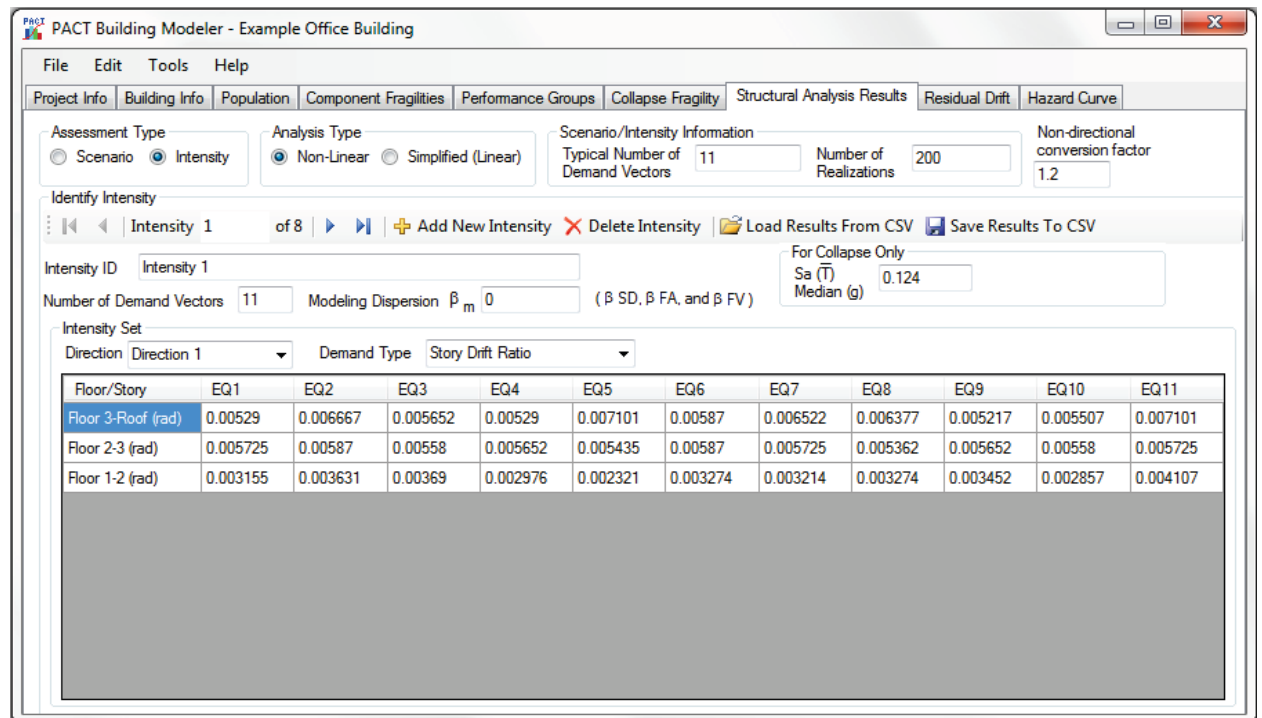 PACT PACT Building Modeler - Example Office Building
File Edit Tools Help
Project Info Building Info Population Component Fragilities Performance Groups Collapse Fragility Structural Analysis Results Residual Drift Hazard Curve
Assessment Type Analysis Type Scenario/Intensity Information Non-directional
conversion factor
Scenario Intensity Non-Linear Simplified (Linear) Typical Number of Demand Vectors 11 Number of Realizations 200 1.2
Identify Intensity
Intensity 1 of 8 Add New Intensity Delete Intensity Load Results From CSV Save Results To CSV
Intensity ID Intensity 1 For Collapse Only
Sa (T̅) Median (g) 0.124
Number of Demand Vectors 11 Modeling Dispersion β m 0 ( β SD, β FA, and β FV )
Intensity Set
Direction Direction 1 Demand Type Story Drift Ratio
Floor/Story EQ1 EQ2 EQ3 EQ4 EQ5 EQ6 EQ7 EQ8 EQ9 EQ10 EQ11
Floor 3-Roof (rad) 0.00529 0.006667 0.005652 0.00529 0.007101 0.00587 0.006522 0.006377 0.005217 0.005507 0.007101
Floor 2-3 (rad) 0.005725 0.00587 0.00558 0.005652 0.005435 0.00587 0.005725 0.005362 0.005652 0.00558 0.005725
Floor 1-2 (rad) 0.003155 0.003631 0.00369 0.002976 0.002321 0.003274 0.003214 0.003274 0.003452 0.002857 0.004107